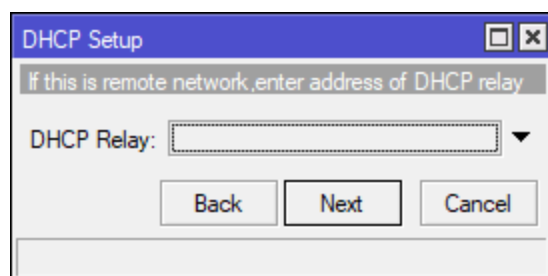 DHCP Setup
If this is remote network,enter address of DHCP relay
DHCP Relay:
Back Next Cancel